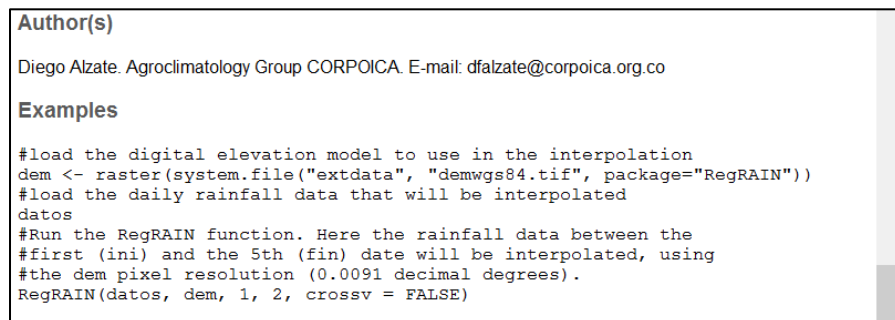 Author(s)
Diego Alzate. Agroclimatology Group CORPOICA. E-mail: dfalzate@corpoica.org.co
Examples
#load the digital elevation model to use in the interpolation
dem <- raster(system.file("extdata", "demwgs84.tif", package="RegRAIN"))
#load the daily rainfall data that will be interpolated
datos
#Run the RegRAIN function. Here the rainfall data between the
#first (ini) and the 5th (fin) date will be interpolated, using
#the dem pixel resolution (0.0091 decimal degrees).
RegRAIN(datos, dem, 1, 2, crossv = FALSE)